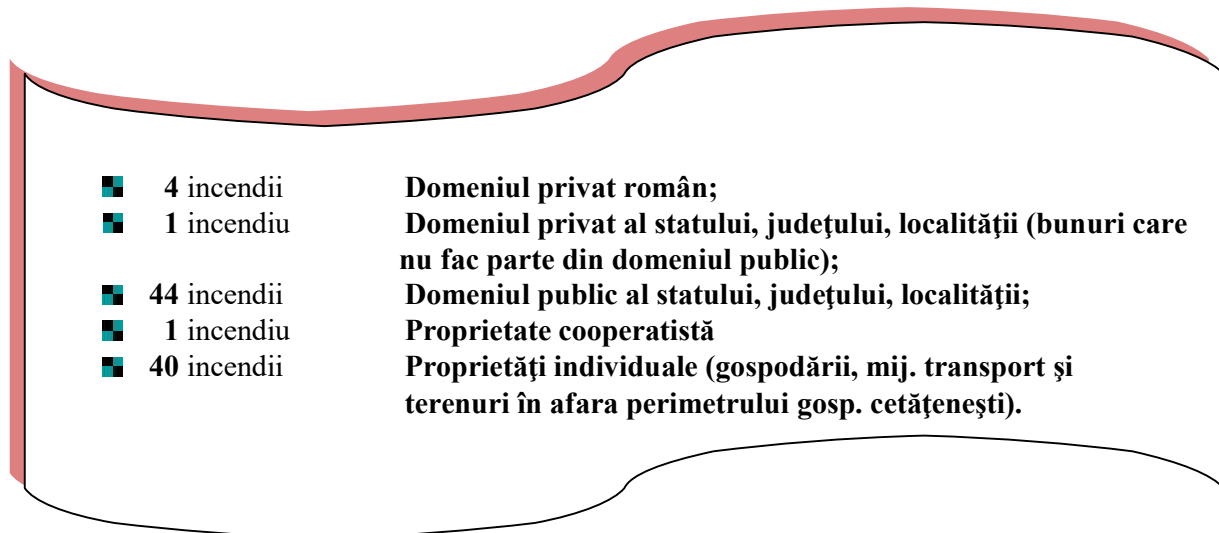 4 incendii Domeniul privat român;
1 incendiu Domeniul privat al statului, judeţului, localităţii (bunuri care
nu fac parte din domeniul public);
44 incendii Domeniul public al statului, judeţului, localităţii;
1 incendiu Proprietate cooperatistă
40 incendii Proprietăţi individuale (gospodării, mij. transport şi
terenuri în afara perimetrului gosp. cetăţeneşti).